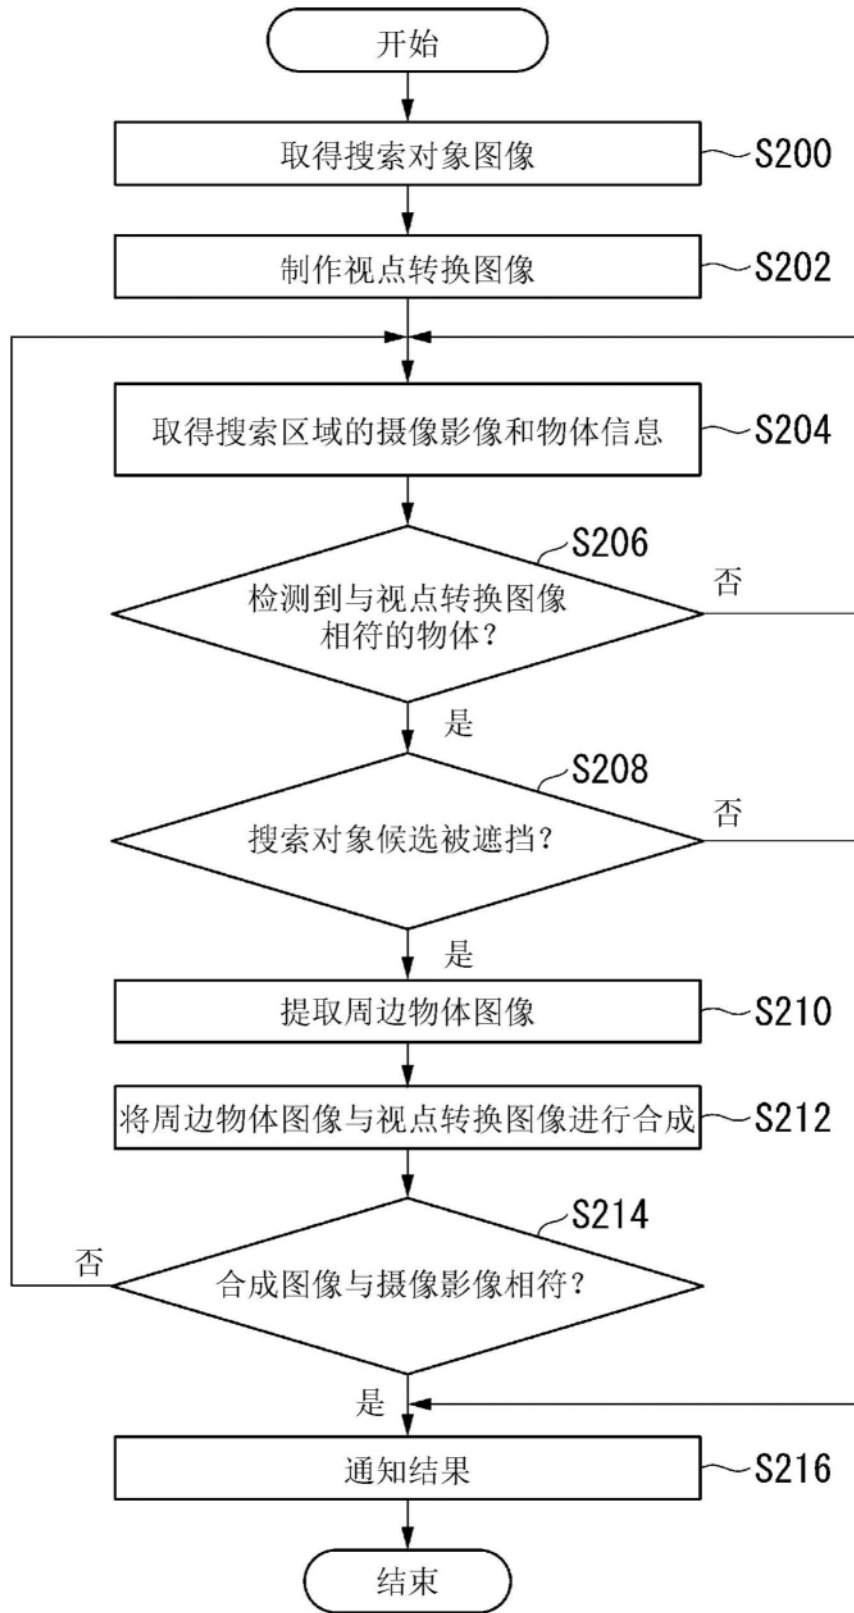 开始
取得搜索对象图像
S200
制作视点转换图像
S202
取得搜索区域的摄像影像和物体信息
S204
S206
检测到与视点转换图像
相符的物体？
否
是
S208
搜索对象候选被遮挡？
否
是
提取周边物体图像
S210
将周边物体图像与视点转换图像进行合成
S212
S214
合成图像与摄像影像相符？
否
是
通知结果
S216
结束